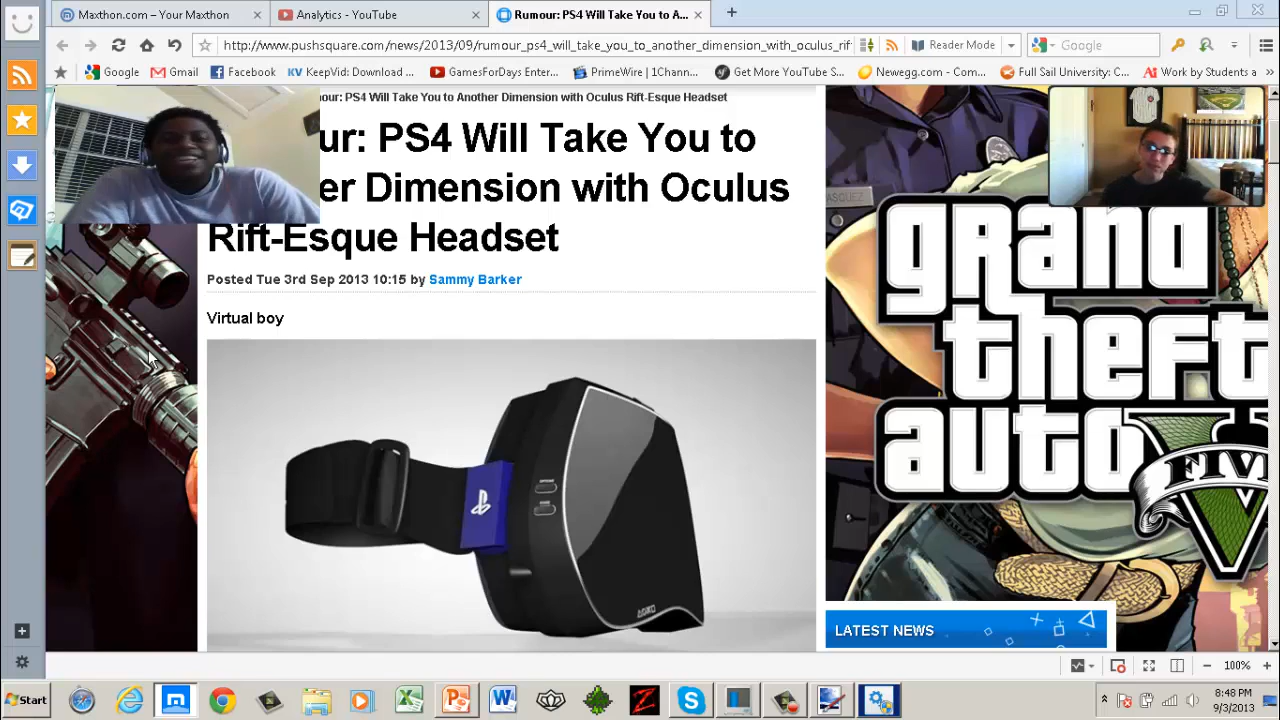 Maxthon.com – Your Maxthon
Analytics - YouTube
Rumour: PS4 Will Take You to A...
http://www.pushsquare.com/news/2013/09/rumour_ps4_will_take_you_to_another_dimension_with_oculus_rif
Reader Mode
Google
Google
Gmail
Facebook
KeepVid: Download ...
GamesForDays: Enter...
PrimeWire | 1Chann...
Get More YouTube S...
Newegg.com - Com...
Full Sail University: C...
Work by Students a
our: PS4 Will Take You to Another Dimension with Oculus Rift-Esque Headset
ur: PS4 Will Take You to
er Dimension with Oculus
Rift-Esque Headset
Posted Tue 3rd Sep 2013 10:15 by Sammy Barker
Virtual boy
VASQUEZ
grand
theft
auto
FIVE
V
LATEST NEWS
100%
Start
8:48 PM
9/3/2013